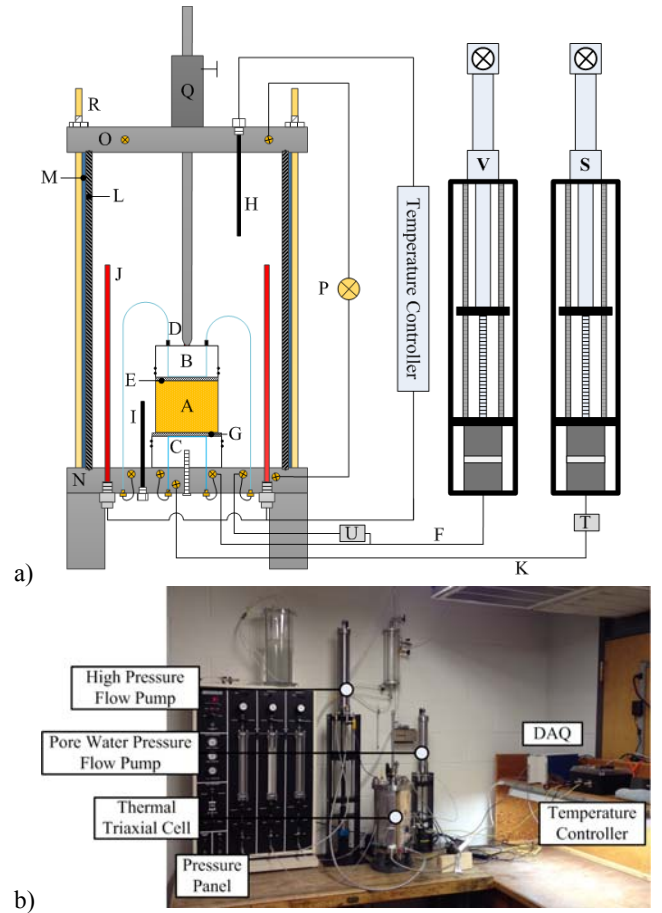 Q
R
O
M
L
H
J
P
D
B
E
A
I
G
C
N
U
F
K
Temperature Controller
V
S
T
a)
High Pressure
Flow Pump
Pore Water Pressure
Flow Pump
Thermal
Triaxial Cell
Pressure
Panel
DAQ
Temperature
Controller
b)